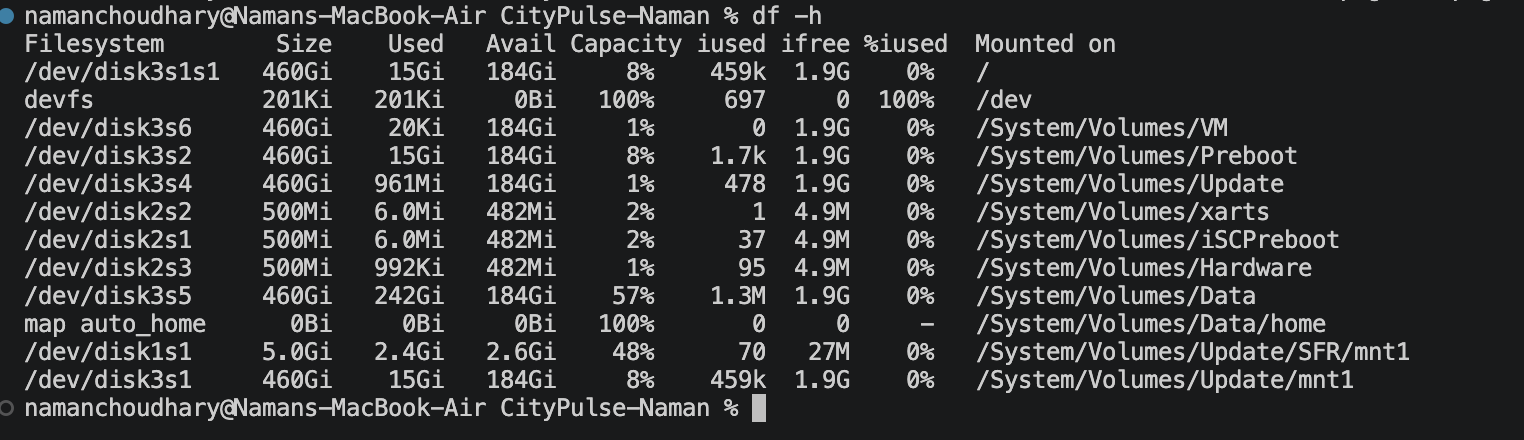 namanchoudhary@Namans-MacBook-Air CityPulse-Naman % df -h
Filesystem Size Used Avail Capacity iused ifree %iused Mounted on
/dev/disk3s1s1 460Gi 15Gi 184Gi 8% 459k 1.9G 0% /
devfs 201Ki 201Ki 0Bi 100% 697 0 100% /dev
/dev/disk3s6 460Gi 20Ki 184Gi 1% 0 1.9G 0% /System/Volumes/VM
/dev/disk3s2 460Gi 15Gi 184Gi 8% 1.7k 1.9G 0% /System/Volumes/Preboot
/dev/disk3s4 460Gi 961Mi 184Gi 1% 478 1.9G 0% /System/Volumes/Update
/dev/disk2s2 500Mi 6.0Mi 482Mi 2% 1 4.9M 0% /System/Volumes/xarts
/dev/disk2s1 500Mi 6.0Mi 482Mi 2% 37 4.9M 0% /System/Volumes/iSCPreboot
/dev/disk2s3 500Mi 992Ki 482Mi 1% 95 4.9M 0% /System/Volumes/Hardware
/dev/disk3s5 460Gi 242Gi 184Gi 57% 1.3M 1.9G 0% /System/Volumes/Data
map auto_home 0Bi 0Bi 0Bi 100% 0 0 - /System/Volumes/Data/home
/dev/disk1s1 5.0Gi 2.4Gi 2.6Gi 48% 70 27M 0% /System/Volumes/Update/SFR/mnt1
/dev/disk3s1 460Gi 15Gi 184Gi 8% 459k 1.9G 0% /System/Volumes/Update/mnt1
namanchoudhary@Namans-MacBook-Air CityPulse-Naman %